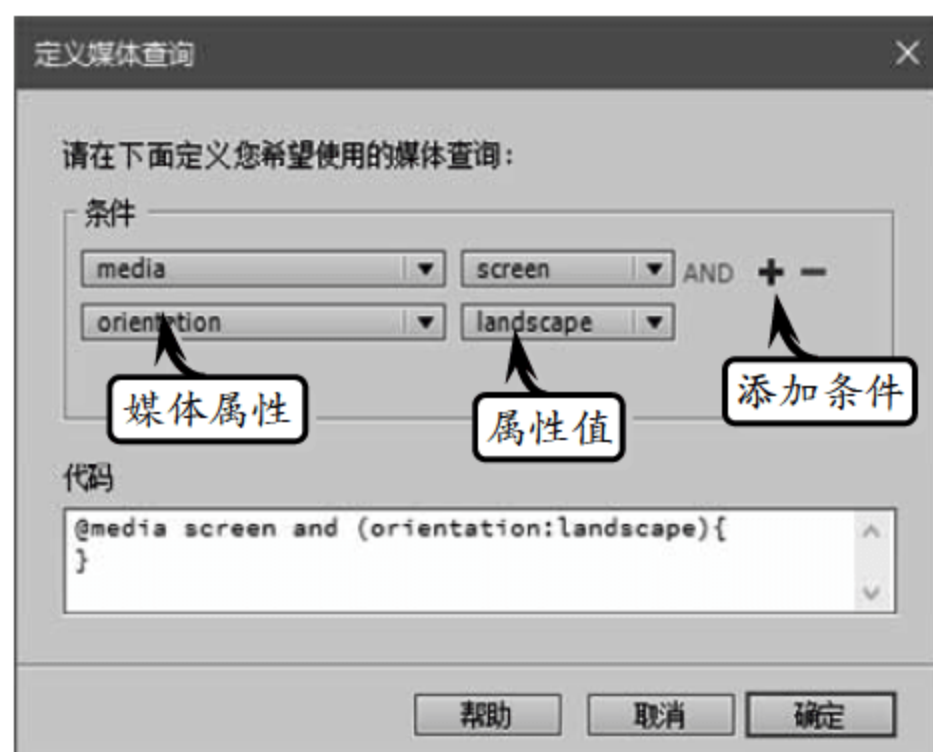 定义媒体查询
请在下面定义您希望使用的媒体查询：
条件
media screen AND
orientation landscape
媒体属性 属性值 添加条件
代码
@media screen and (orientation:landscape){
}
帮助 取消 确定